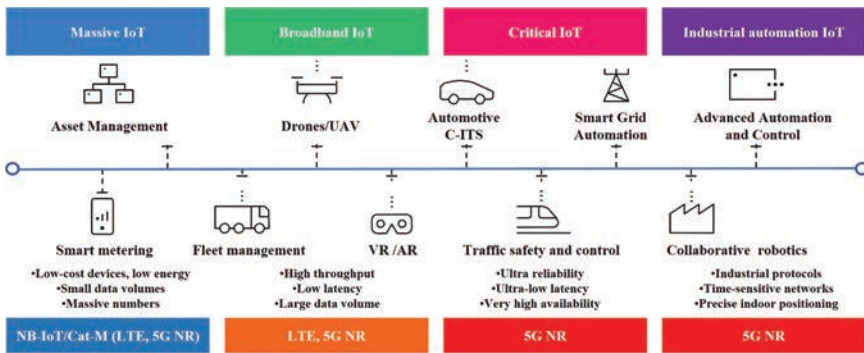 Massive IoT
Broadband IoT
Critical IoT
Industrial automation IoT
Asset Management
Drones/UAV
Automotive
C-ITS
Smart Grid
Automation
Advanced Automation
and Control
Smart metering
Fleet management
VR /AR
Traffic safety and control
Collaborative robotics
•Low-cost devices, low energy
•Small data volumes
•Massive numbers
•High throughput
•Low latency
•Large data volume
•Ultra reliability
•Ultra-low latency
•Very high availability
•Industrial protocols
•Time-sensitive networks
•Precise indoor positioning
NB-IoT/Cat-M (LTE, 5G NR)
LTE, 5G NR
5G NR
5G NR